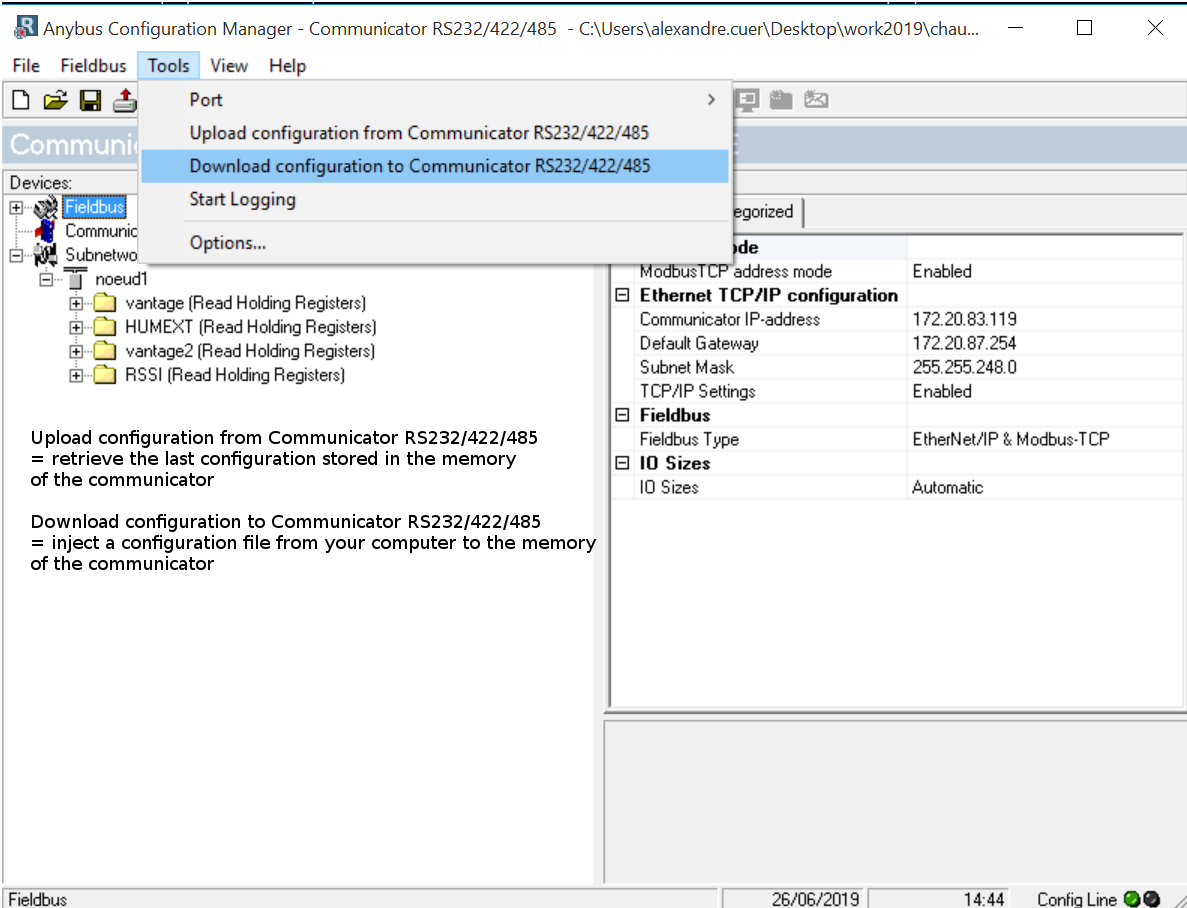 Anybus Configuration Manager - Communicator RS232/422/485 - C:\Users\alexandre.cuer\Desktop\work2019\chau...
File Fieldbus Tools View Help
Port
Upload configuration from Communicator RS232/422/485
Download configuration to Communicator RS232/422/485
Start Logging
Options...
Communi
Devices:
Fieldbus
Communic
Subnetwo
noeud1
vantage (Read Holding Registers)
HUMEXT (Read Holding Registers)
vantage2 (Read Holding Registers)
RSSI (Read Holding Registers)
Upload configuration from Communicator RS232/422/485
= retrieve the last configuration stored in the memory
of the communicator
Download configuration to Communicator RS232/422/485
= inject a configuration file from your computer to the memory
of the communicator
egorized
ode
ModbusTCP address mode Enabled
Ethernet TCP/IP configuration
Communicator IP-address 172.20.83.119
Default Gateway 172.20.87.254
Subnet Mask 255.255.248.0
TCP/IP Settings Enabled
Fieldbus
Fieldbus Type EtherNet/IP & Modbus-TCP
IO Sizes
IO Sizes Automatic
Fieldbus 26/06/2019 14:44 Config Line